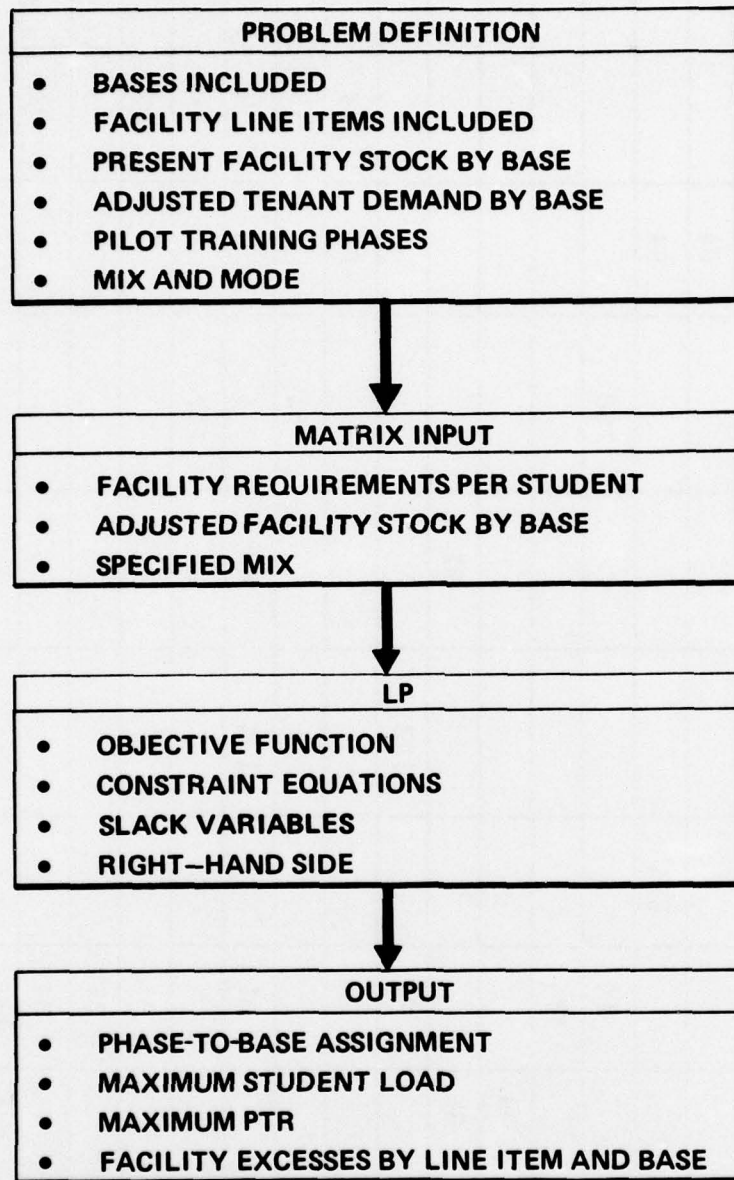 PROBLEM DEFINITION
• BASES INCLUDED
• FACILITY LINE ITEMS INCLUDED
• PRESENT FACILITY STOCK BY BASE
• ADJUSTED TENANT DEMAND BY BASE
• PILOT TRAINING PHASES
• MIX AND MODE
MATRIX INPUT
• FACILITY REQUIREMENTS PER STUDENT
• ADJUSTED FACILITY STOCK BY BASE
• SPECIFIED MIX
LP
• OBJECTIVE FUNCTION
• CONSTRAINT EQUATIONS
• SLACK VARIABLES
• RIGHT–HAND SIDE
OUTPUT
• PHASE-TO-BASE ASSIGNMENT
• MAXIMUM STUDENT LOAD
• MAXIMUM PTR
• FACILITY EXCESSES BY LINE ITEM AND BASE